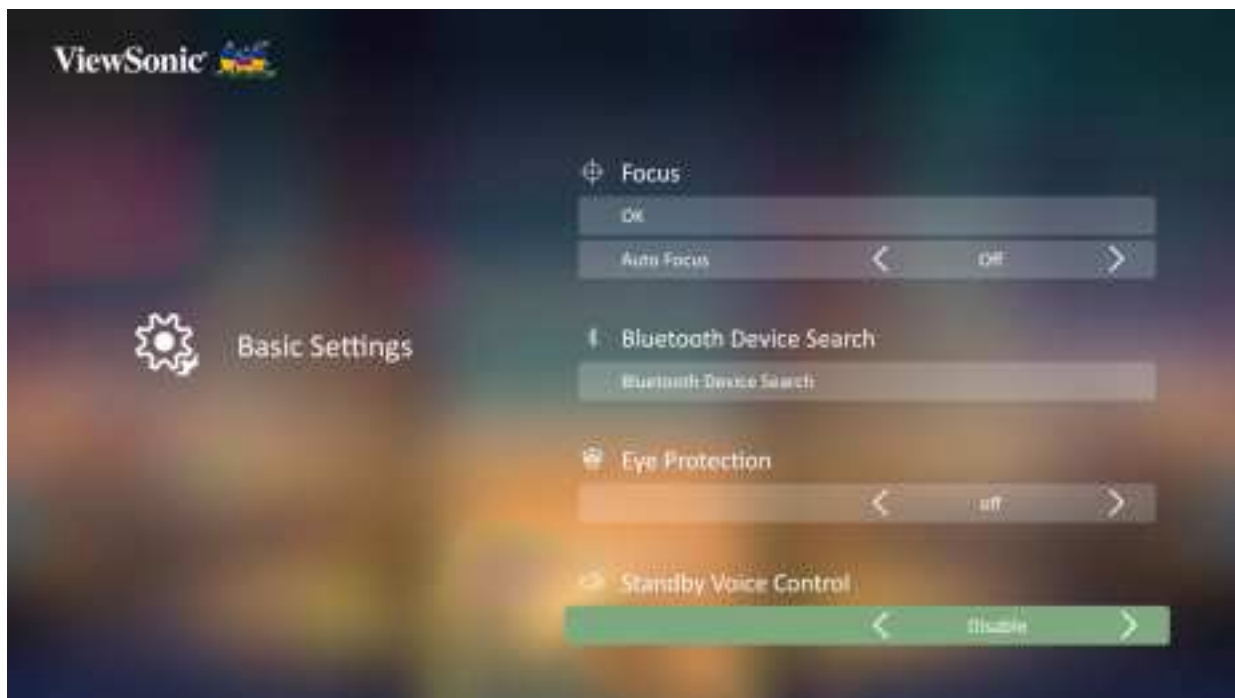 ViewSonic
Focus
OK
Auto Focus Off
Basic Settings
Bluetooth Device Search
Bluetooth Device Search
Eye Protection
off
Standby Voice Control
Disable